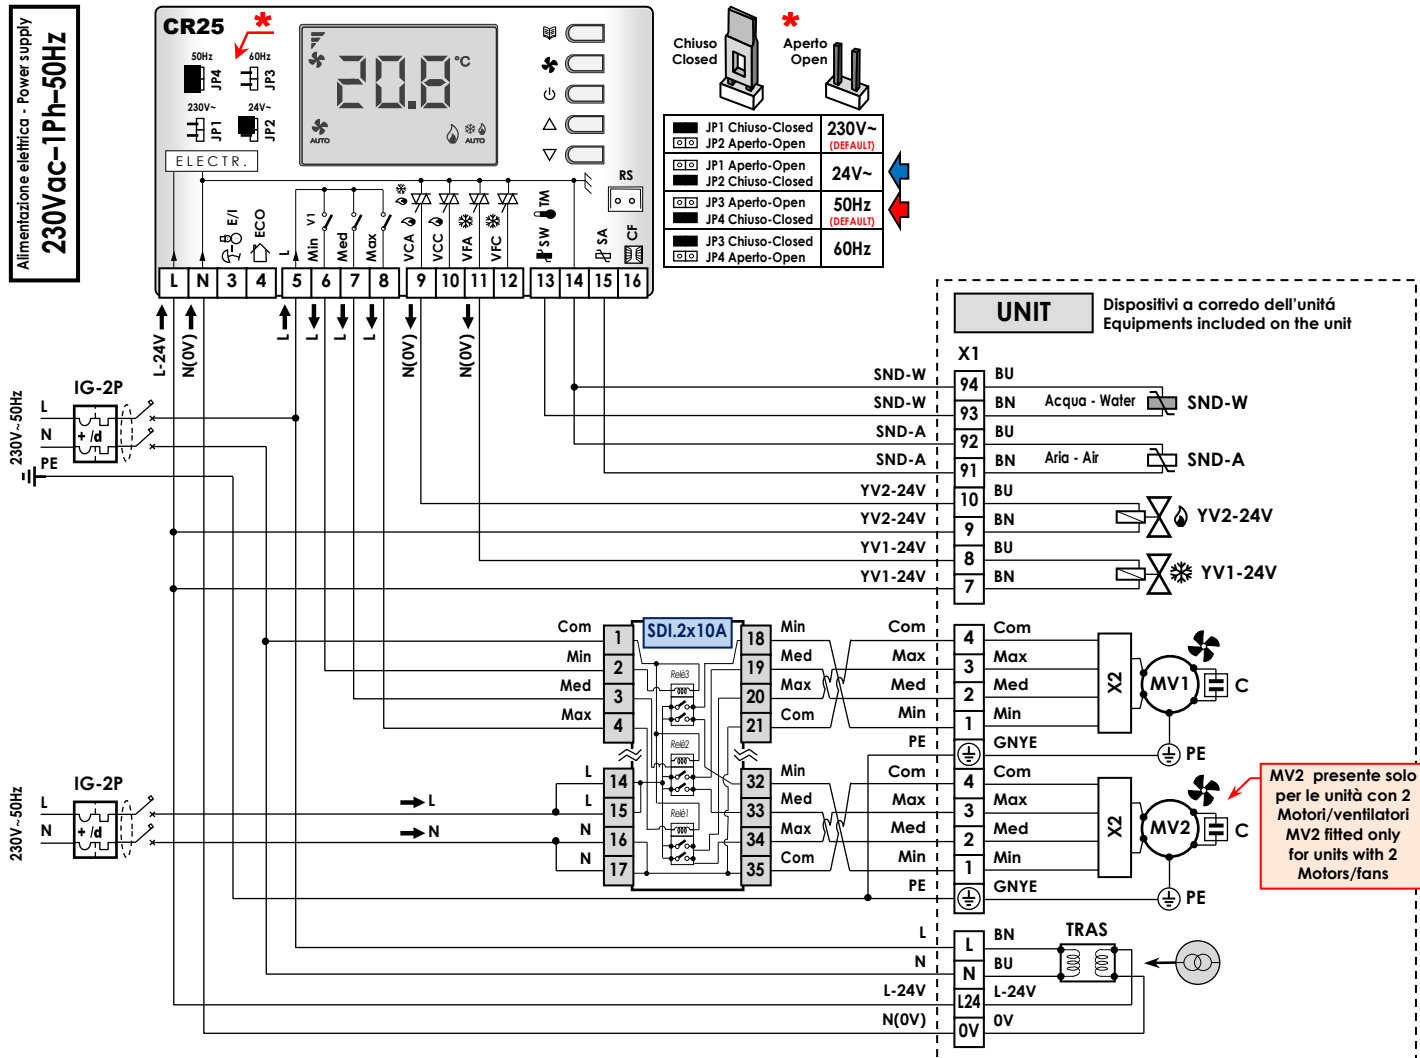 Alimentazione elettrica - Power supply
230Vac-1Ph-50Hz
CR25
*
50Hz
JP4
60Hz
JP3
230V~
JP1
24V~
JP2
ELECTR.
20.8 °C
AUTO
AUTO
RS
E/I
ECO
L
Min
V1
Med
Max
VCA
VCC
VFA
VFC
SW
TM
SA
CF
L N 3 4 5 6 7 8 9 10 11 12 13 14 15 16
L-24V
N(0V)
L
L
L
L
N(0V)
N(0V)
Chiuso
Closed
*
Aperto
Open
JP1 Chiuso-Closed
JP2 Aperto-Open
230V~
(DEFAULT)
JP1 Aperto-Open
JP2 Chiuso-Closed
24V~
JP3 Aperto-Open
JP4 Chiuso-Closed
50Hz
(DEFAULT)
JP3 Chiuso-Closed
JP4 Aperto-Open
60Hz
UNIT
Dispositivi a corredo dell'unitá
Equipments included on the unit
X1
SND-W 94 BU
SND-W 93 BN
Acqua - Water
SND-W
SND-A 92 BU
SND-A 91 BN
Aria - Air
SND-A
YV2-24V 10 BU
YV2-24V 9 BN
YV2-24V
YV1-24V 8 BU
YV1-24V 7 BN
YV1-24V
230V~50Hz
IG-2P
L
N
PE
+ /d
SDI.2x10A
Com 1
Min 2
Med 3
Max 4
Relè3
Relè2
Relè1
18 Min
19 Med
20 Max
21 Com
Com 4 Com
Max 3 Max
Med 2 Med
Min 1 Min
PE GNYE
X2
MV1
C
PE
230V~50Hz
IG-2P
L
N
+ /d
L
N
L 14
L 15
N 16
N 17
32 Min
33 Med
34 Max
35 Com
Com 4 Com
Max 3 Max
Med 2 Med
Min 1 Min
PE GNYE
X2
MV2
C
PE
MV2 presente solo
per le unità con 2
Motori/ventilatori
MV2 fitted only
for units with 2
Motors/fans
L L BN
N N BU
L-24V L24 L-24V
N(0V) 0V 0V
TRAS